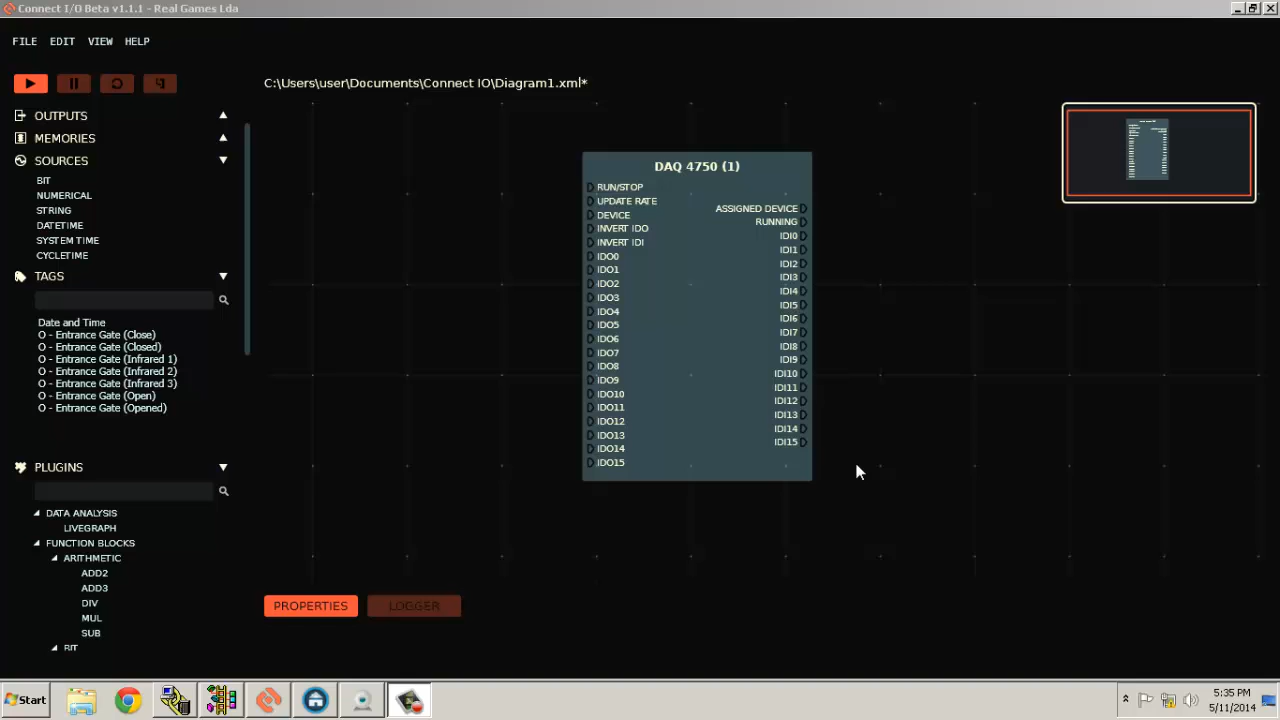 Connect I/O Beta v1.1.1 - Real Games Lda
FILE EDIT VIEW HELP
C:\Users\user\Documents\Connect IO\Diagram1.xml*
OUTPUTS
MEMORIES
SOURCES
BIT
NUMERICAL
STRING
DATETIME
SYSTEM TIME
CYCLETIME
TAGS
Date and Time
O - Entrance Gate (Close)
O - Entrance Gate (Closed)
O - Entrance Gate (Infrared 1)
O - Entrance Gate (Infrared 2)
O - Entrance Gate (Infrared 3)
O - Entrance Gate (Open)
O - Entrance Gate (Opened)
PLUGINS
DATA ANALYSIS
LIVEGRAPH
FUNCTION BLOCKS
ARITHMETIC
ADD2
ADD3
DIV
MUL
SUB
BIT
DAQ 4750 (1)
RUN/STOP
UPDATE RATE
DEVICE
INVERT IDO
INVERT IDI
IDO0
IDO1
IDO2
IDO3
IDO4
IDO5
IDO6
IDO7
IDO8
IDO9
IDO10
IDO11
IDO12
IDO13
IDO14
IDO15
ASSIGNED DEVICE
RUNNING
IDI0
IDI1
IDI2
IDI3
IDI4
IDI5
IDI6
IDI7
IDI8
IDI9
IDI10
IDI11
IDI12
IDI13
IDI14
IDI15
PROPERTIES LOGGER
Start
5:35 PM
5/11/2014